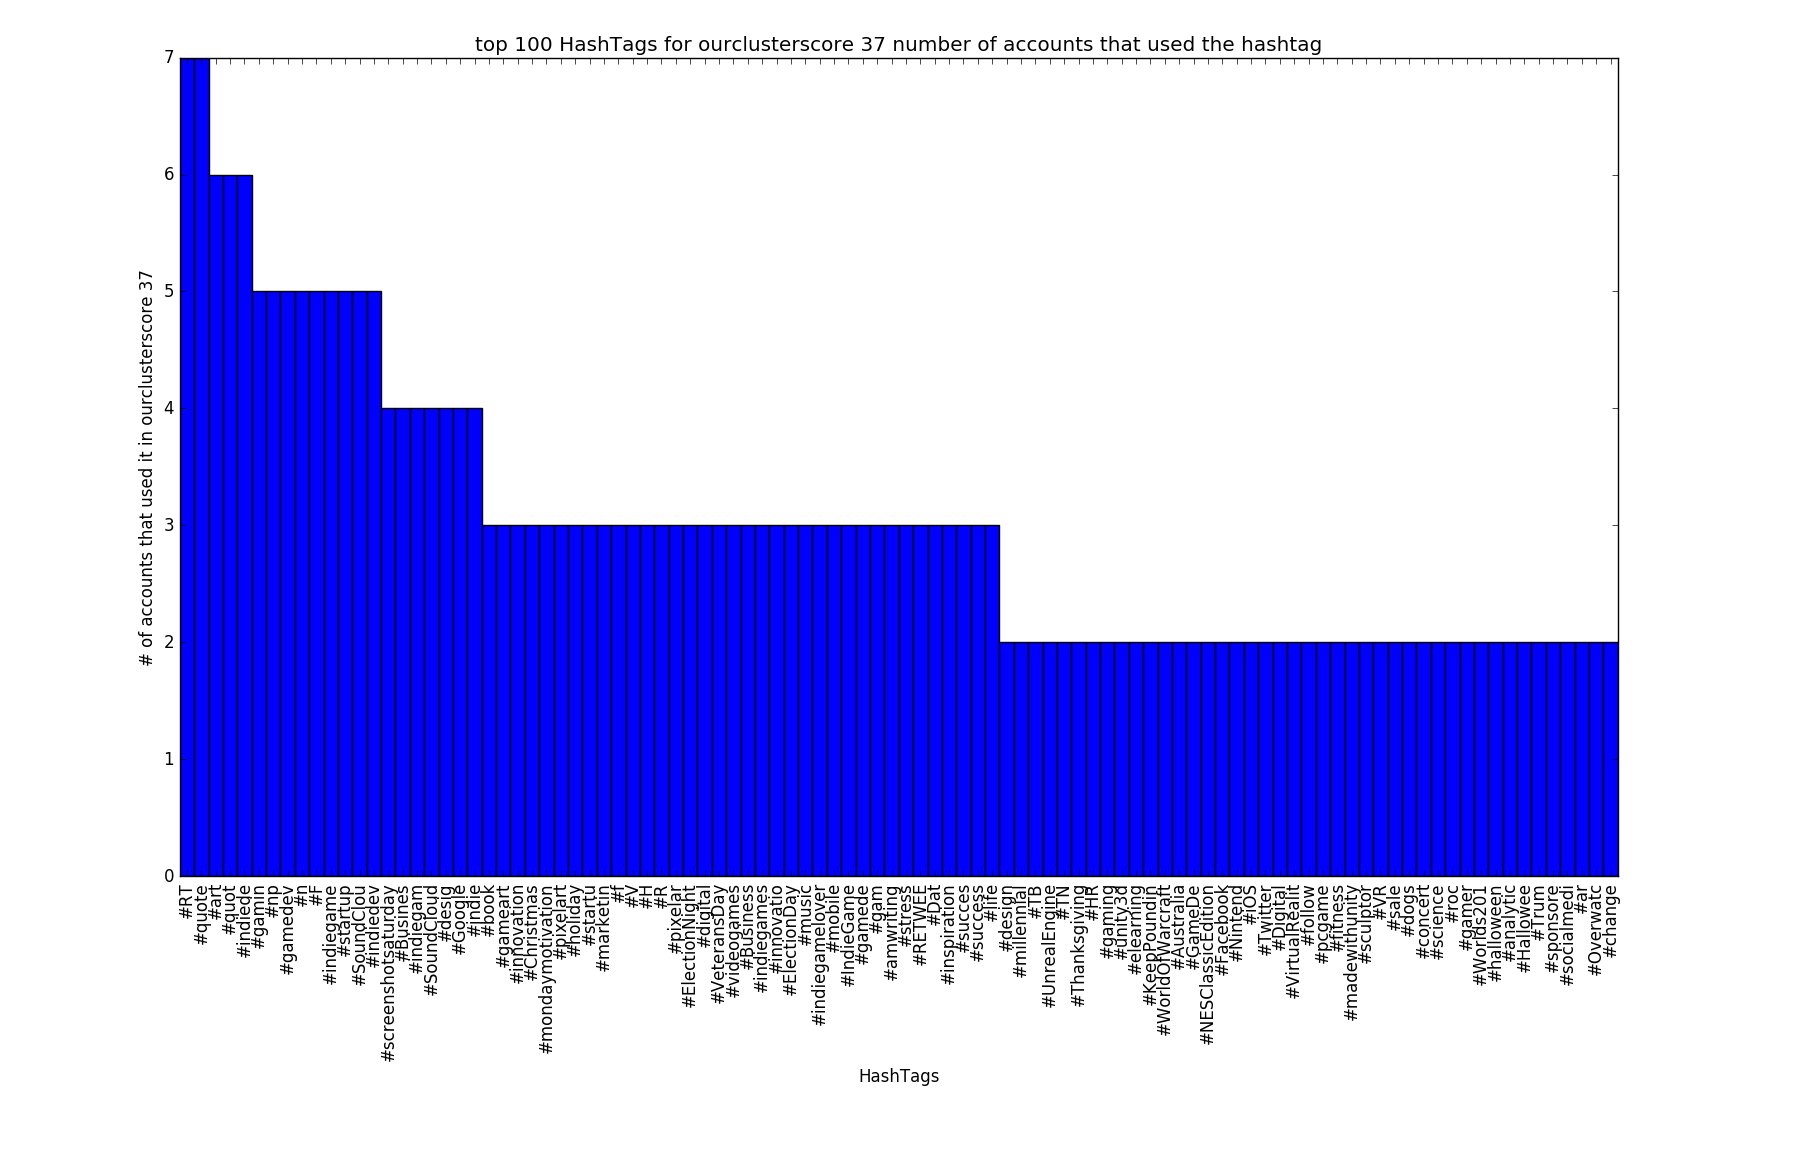 top 100 HashTags for ourclusterscore 37 number of accounts that used the hashtag
# of accounts that used it in ourclusterscore 37
7
6
5
4
3
2
1
0
#RT
#quote
#art
#quot
#indiede
#gamin
#np
#gamedev
#n
#F
#indiegame
#startup
#SoundClou
#indiedev
#screenshotsaturday
#Busines
#indiegam
#SoundCloud
#desig
#Google
#indie
#book
#gameart
#innovation
#Christmas
#mondaymotivation
#pixelart
#holiday
#startu
#marketin
#f
#V
#H
#R
#pixelar
#ElectionNight
#digital
#VeteransDay
#videogames
#Business
#indiegames
#innovatio
#ElectionDay
#music
#indiegamelover
#mobile
#IndieGame
#gamede
#gam
#amwriting
#stress
#RETWEE
#Dat
#inspiration
#succes
#success
#life
#design
#millennial
#TB
#UnrealEngine
#TN
#Thanksgiving
#HR
#gaming
#unity3d
#elearning
#KeepPoundin
#WorldOfWarcraft
#Australia
#GameDe
#NESClassicEdition
#Facebook
#Nintend
#iOS
#Twitter
#Digital
#VirtualRealit
#follow
#pcgame
#fitness
#madewithunity
#sculptor
#VR
#sale
#dogs
#concert
#science
#roc
#gamer
#Worlds201
#halloween
#analytic
#Hallowee
#Trum
#sponsore
#socialmedi
#ar
#Overwatc
#change
HashTags